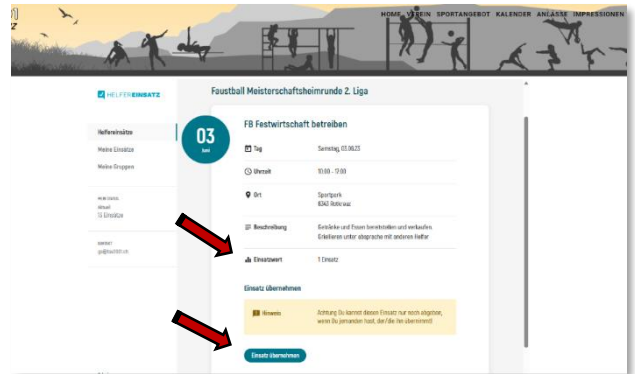 HOME VEREIN SPORTANGEBOT KALENDER ANLÄSSE IMPRESSIONEN
HELFEREINSATZ
Faustball Meisterschaftsheimrunde 2. Liga
Helfereinsätze
Meine Einsätze
Meine Gruppen
13 Einsätze
03
Juni
FB Festwirtschaft betreiben
Tag Samstag, 03.06.23
Uhrzeit 10:00 - 12:00
Ort Sportpark
6343 Rotkreuz
Beschreibung Getränke und Essen bereitstellen und verkaufen.
Grillieren unter absprache mit anderen Helfer
Einsatzwert 1 Einsatz
Einsatz übernehmen
Hinweis Achtung Du kannst diesen Einsatz nur noch abgeben,
wenn Du jemanden hast, der/die ihn übernimmt!
Einsatz übernehmen